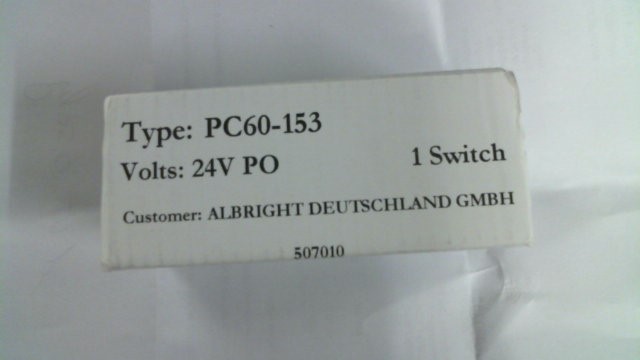 Type: PC60-153
Volts: 24V PO 1 Switch
Customer: ALBRIGHT DEUTSCHLAND GMBH
507010